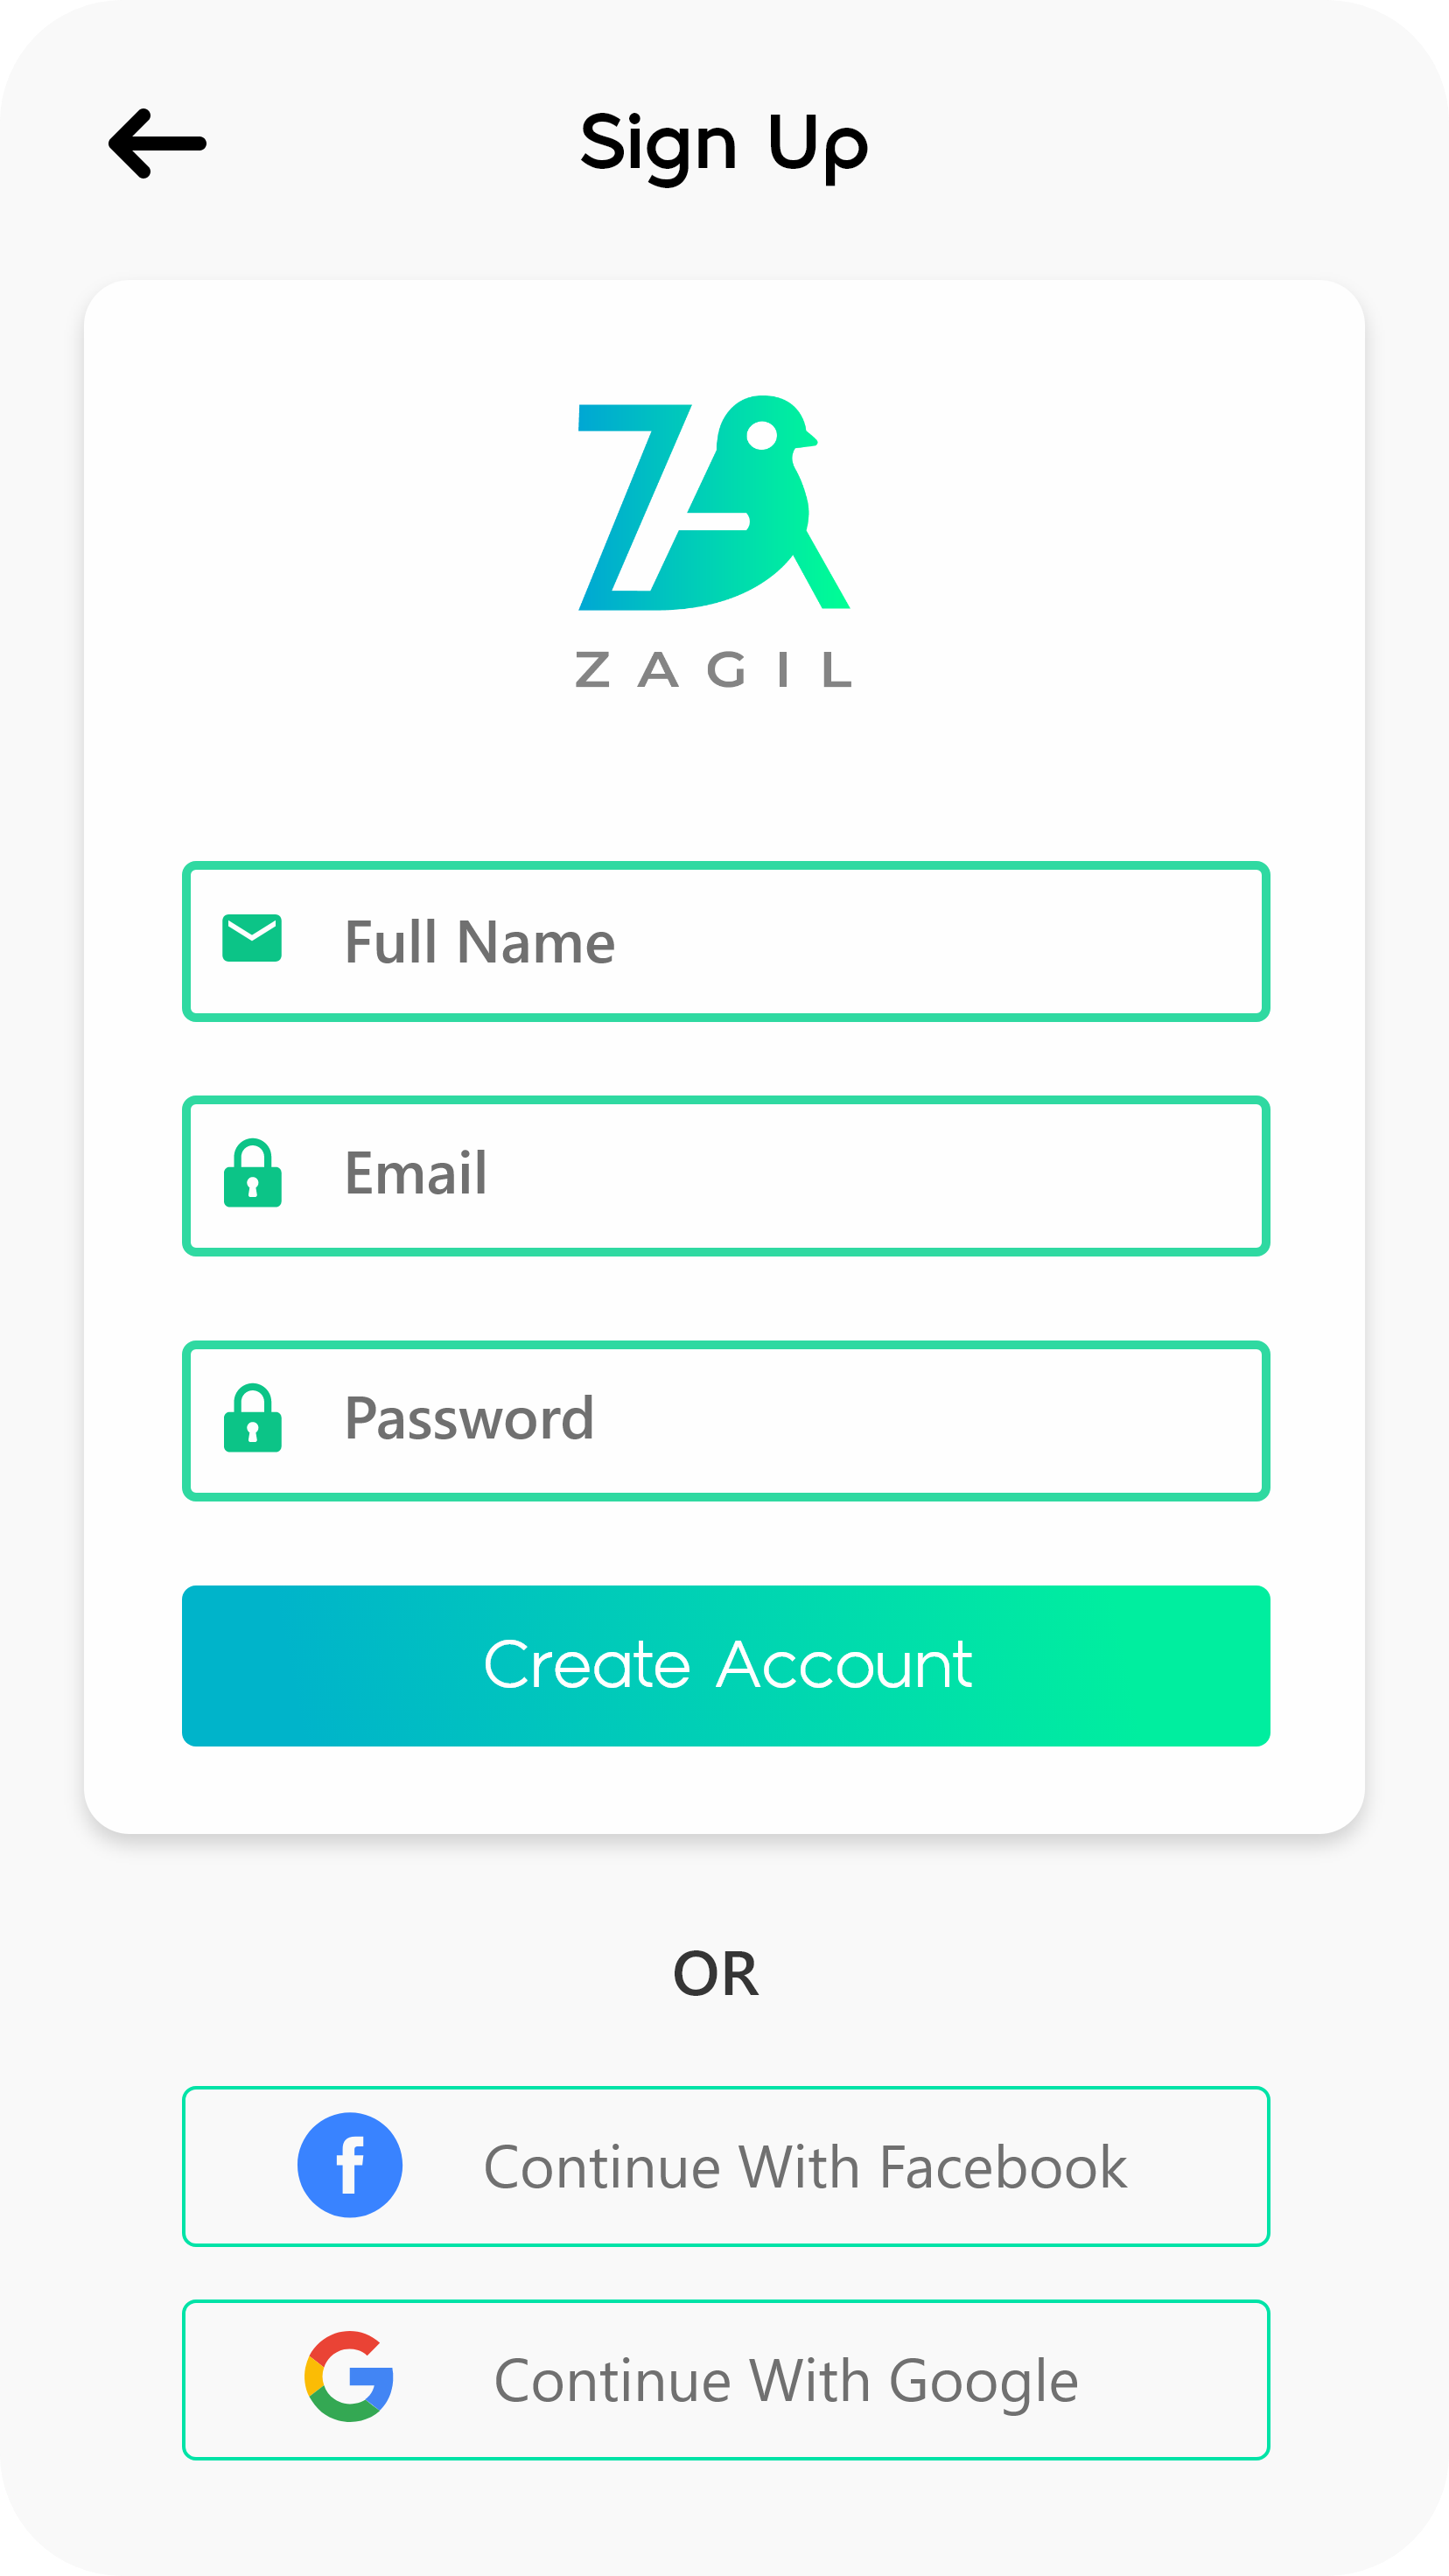 Sign Up
ZAGIL
Full Name
Email
Password
Create Account
OR
Continue With Facebook
Continue With Google